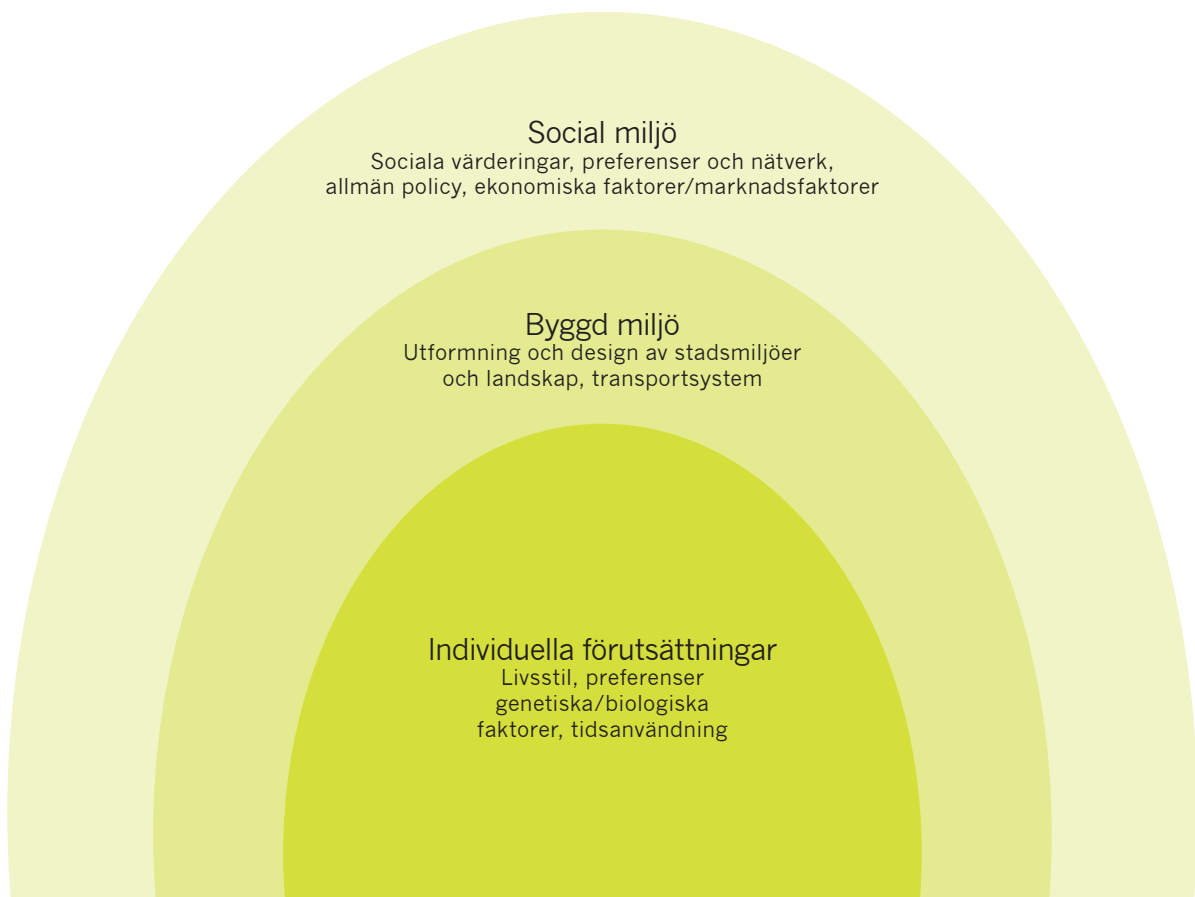 Social miljö
Sociala värderingar, preferenser och nätverk,
allmän policy, ekonomiska faktorer/marknadsfaktorer
Byggd miljö
Utformning och design av stadsmiljöer
och landskap, transportsystem
Individuella förutsättningar
Livsstil, preferenser
genetiska/biologiska
faktorer, tidsanvändning